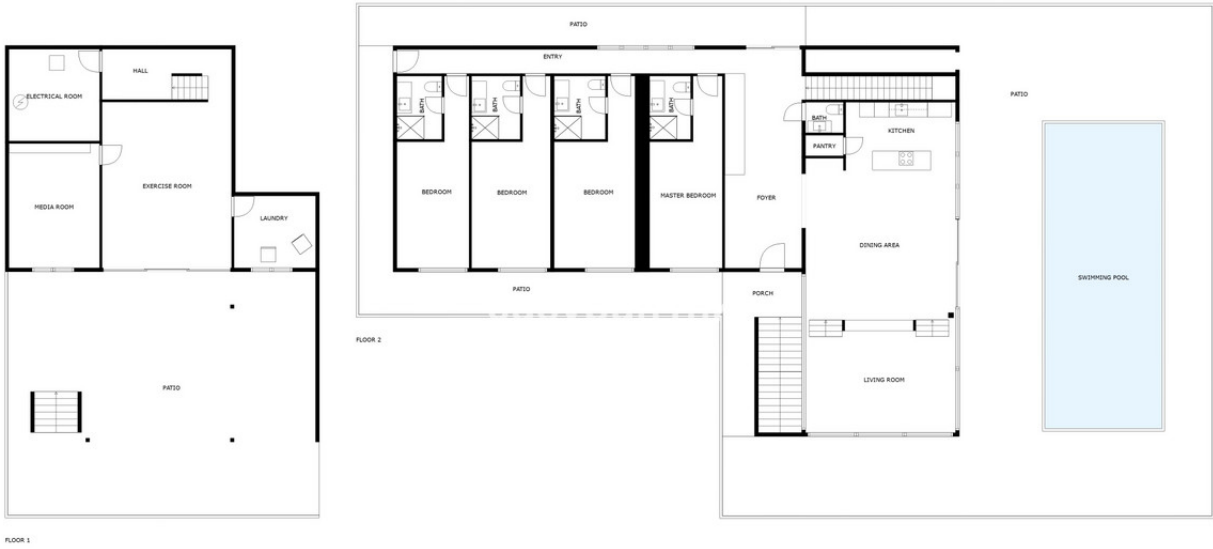 PATIO
ENTRY
HALL
ELECTRICAL ROOM
PATIO
BATH
BATH
BATH
BATH
BATH
KITCHEN
PANTRY
EXERCISE ROOM
BEDROOM
BEDROOM
BEDROOM
MASTER BEDROOM
FOYER
MEDIA ROOM
LAUNDRY
DINING AREA
SWIMMING POOL
PATIO
PORCH
FLOOR 2
LIVING ROOM
PATIO
FLOOR 1